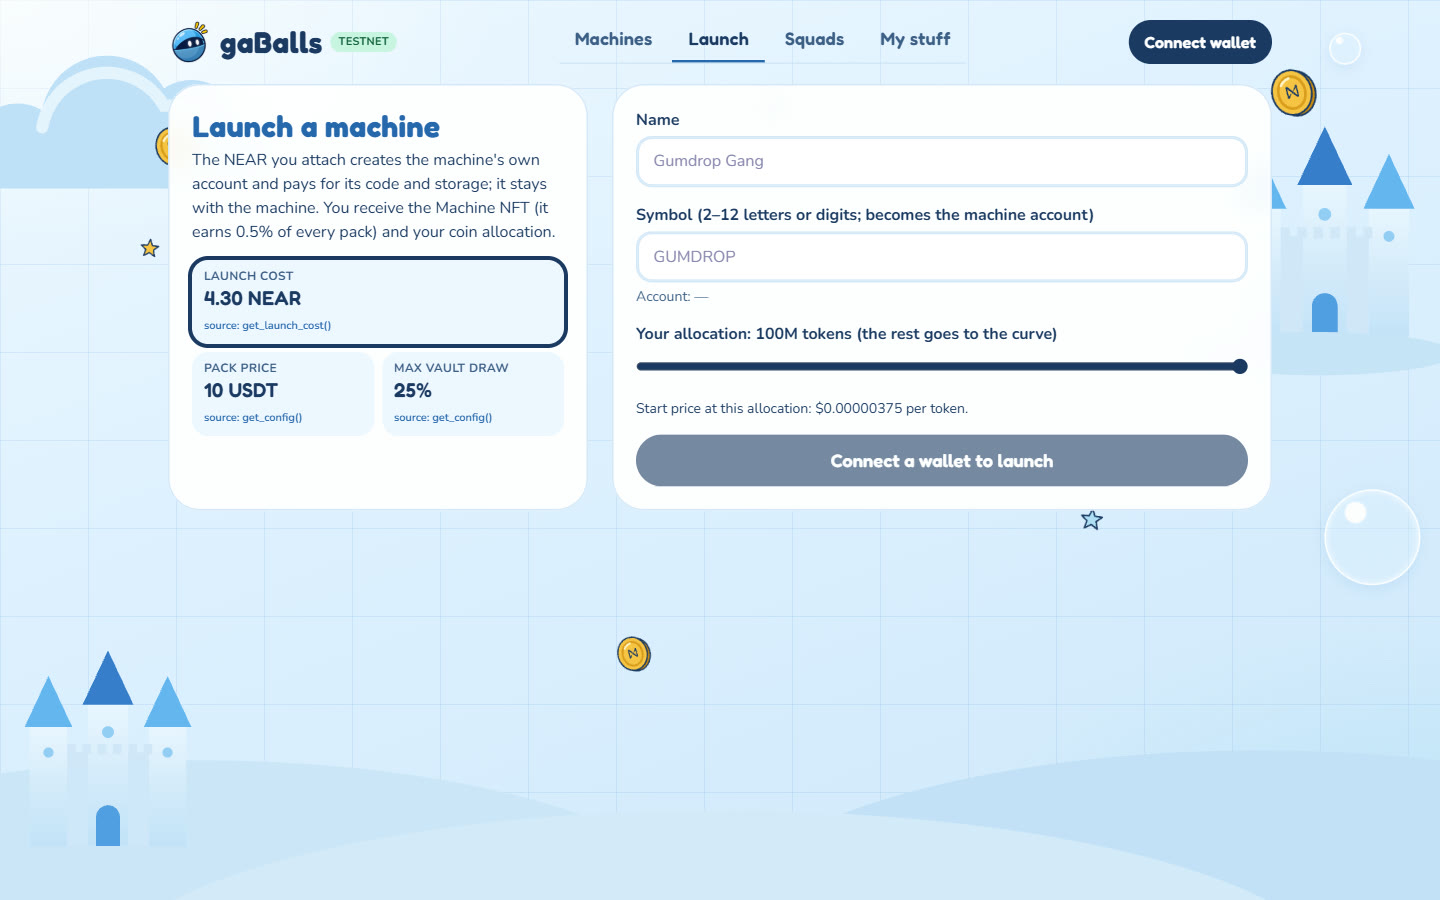 gaBalls
TESTNET
Machines
Launch
Squads
My stuff
Connect wallet
Launch a machine
The NEAR you attach creates the machine's own
account and pays for its code and storage; it stays
with the machine. You receive the Machine NFT (it
earns 0.5% of every pack) and your coin allocation.
LAUNCH COST
4.30 NEAR
source: get_launch_cost()
PACK PRICE
10 USDT
source: get_config()
MAX VAULT DRAW
25%
source: get_config()
Name
Gumdrop Gang
Symbol (2–12 letters or digits; becomes the machine account)
GUMDROP
Account: —
Your allocation: 100M tokens (the rest goes to the curve)
Start price at this allocation: $0.00000375 per token.
Connect a wallet to launch